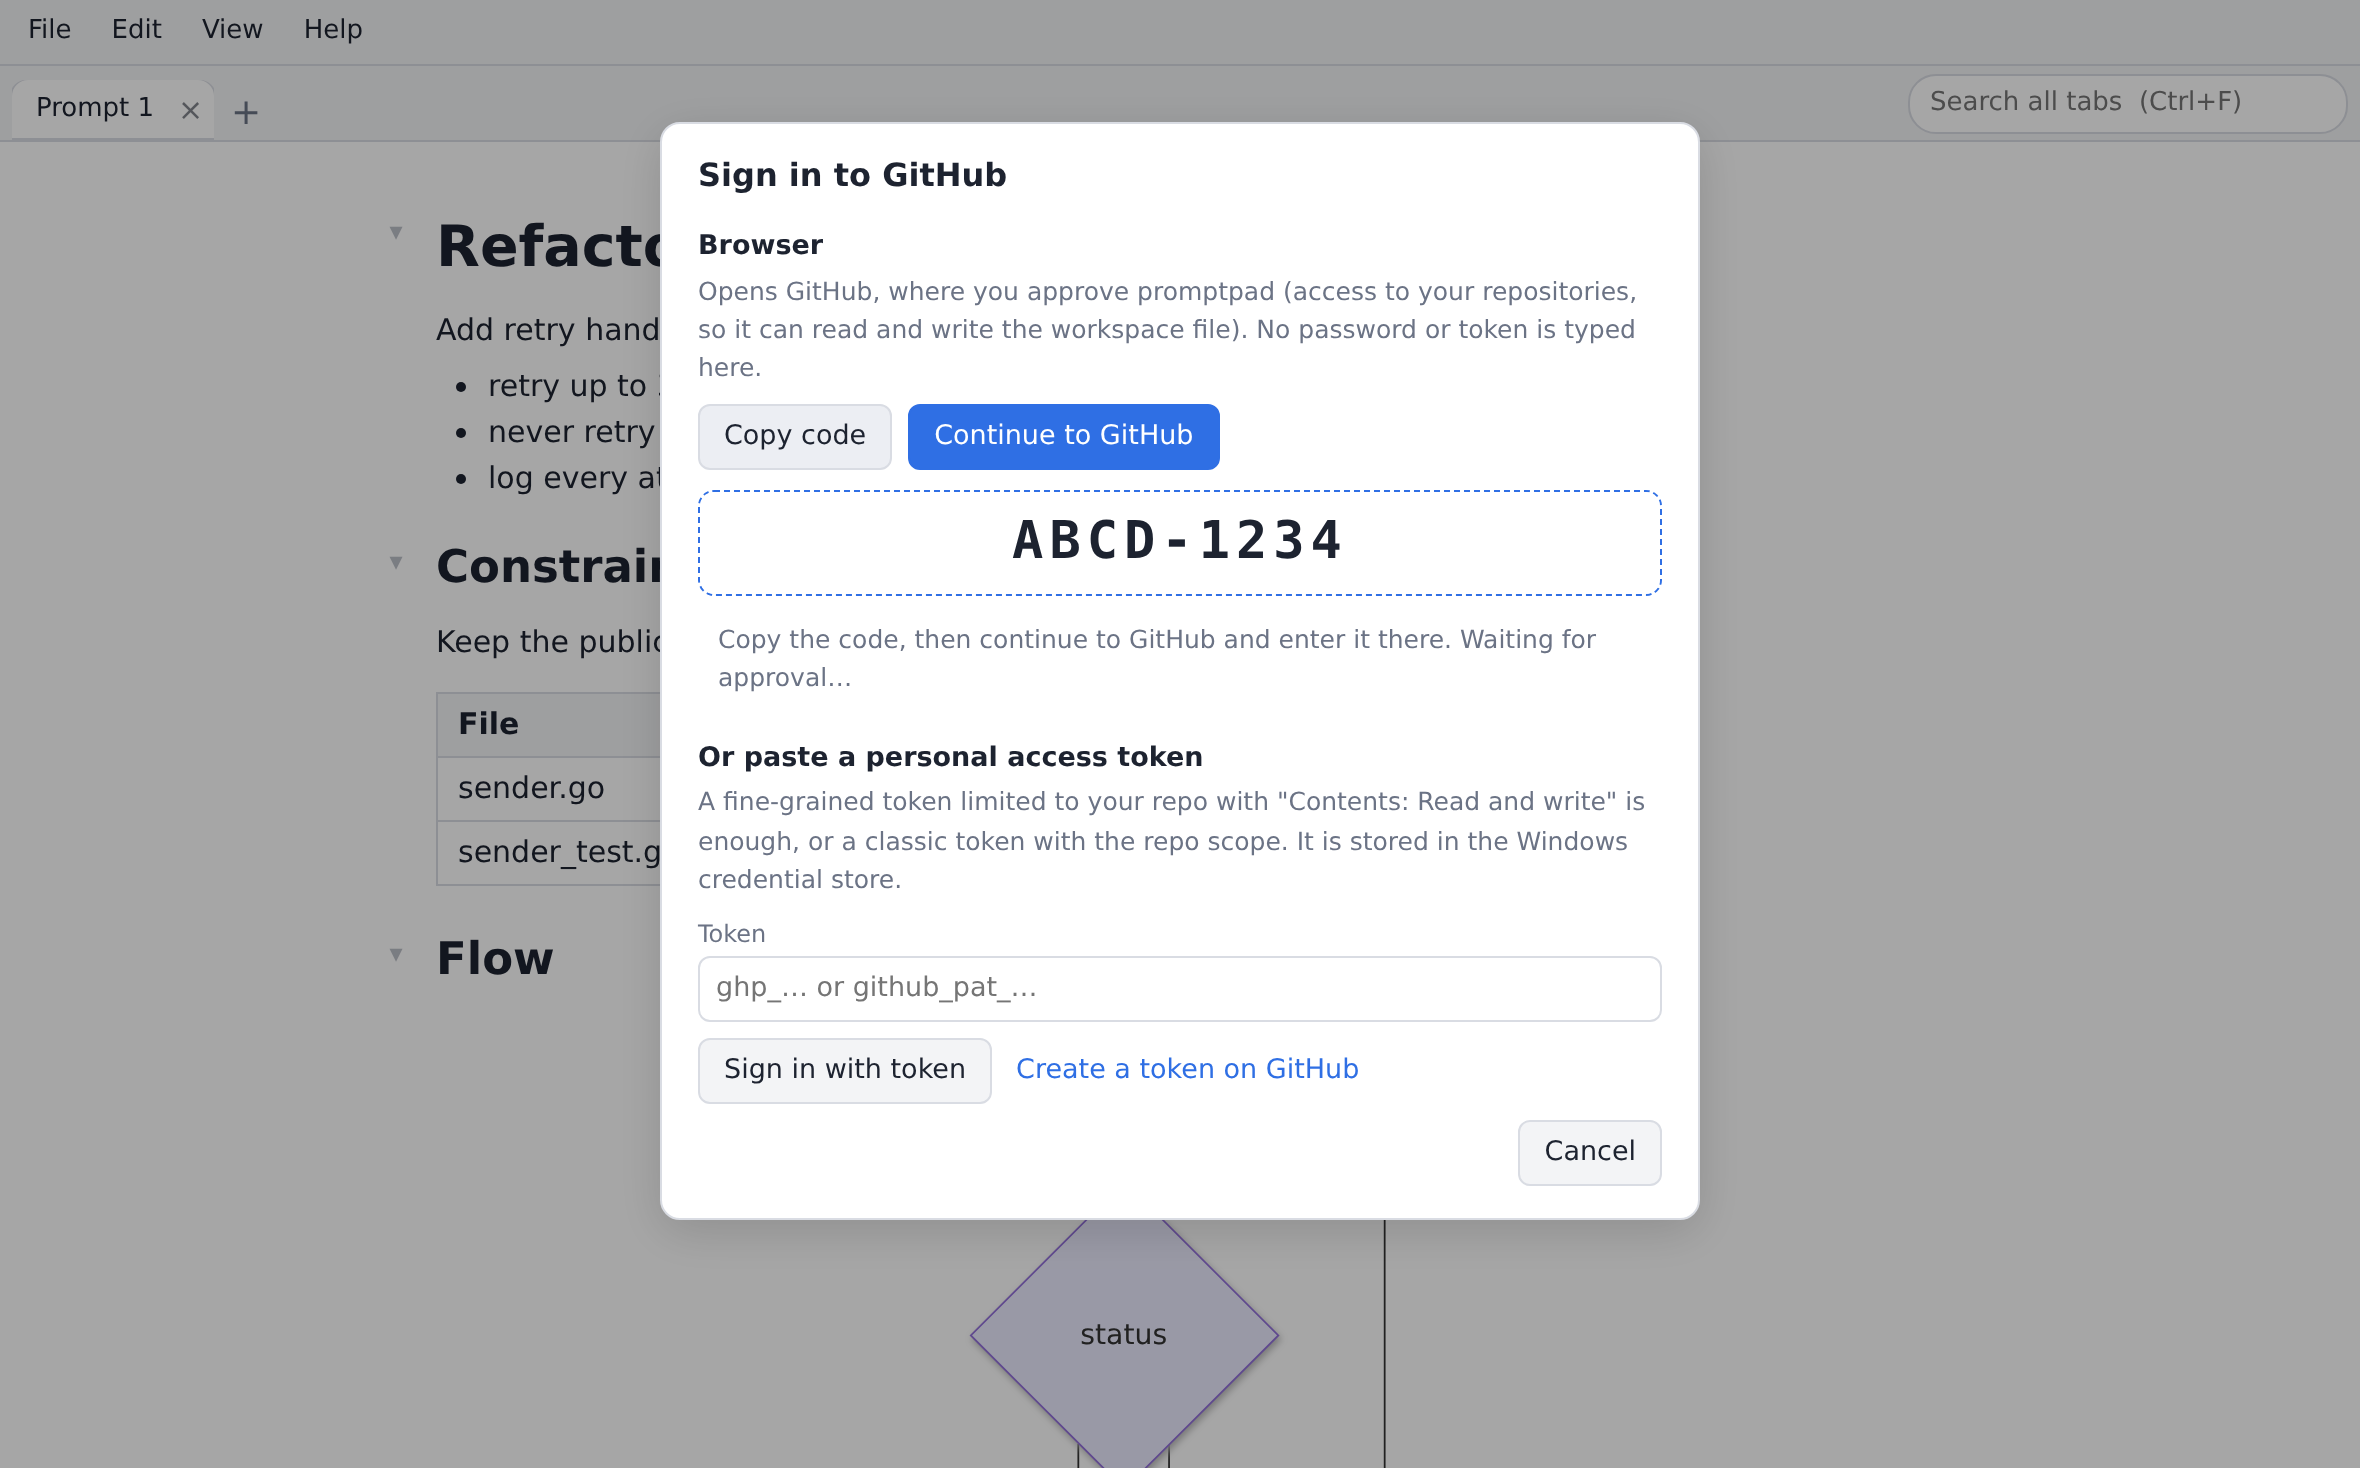 File Edit View Help
Prompt 1 × +
Search all tabs (Ctrl+F)
Sign in to GitHub
Browser
Opens GitHub, where you approve promptpad (access to your repositories,
so it can read and write the workspace file). No password or token is typed
here.
Copy code
Continue to GitHub
ABCD-1234
Copy the code, then continue to GitHub and enter it there. Waiting for
approval…
Or paste a personal access token
A fine-grained token limited to your repo with "Contents: Read and write" is
enough, or a classic token with the repo scope. It is stored in the Windows
credential store.
Token
ghp_… or github_pat_…
Sign in with token
Create a token on GitHub
Cancel
Add retry
retry up to
never retry
log every
Keep the
File
sender.go
Flow
status